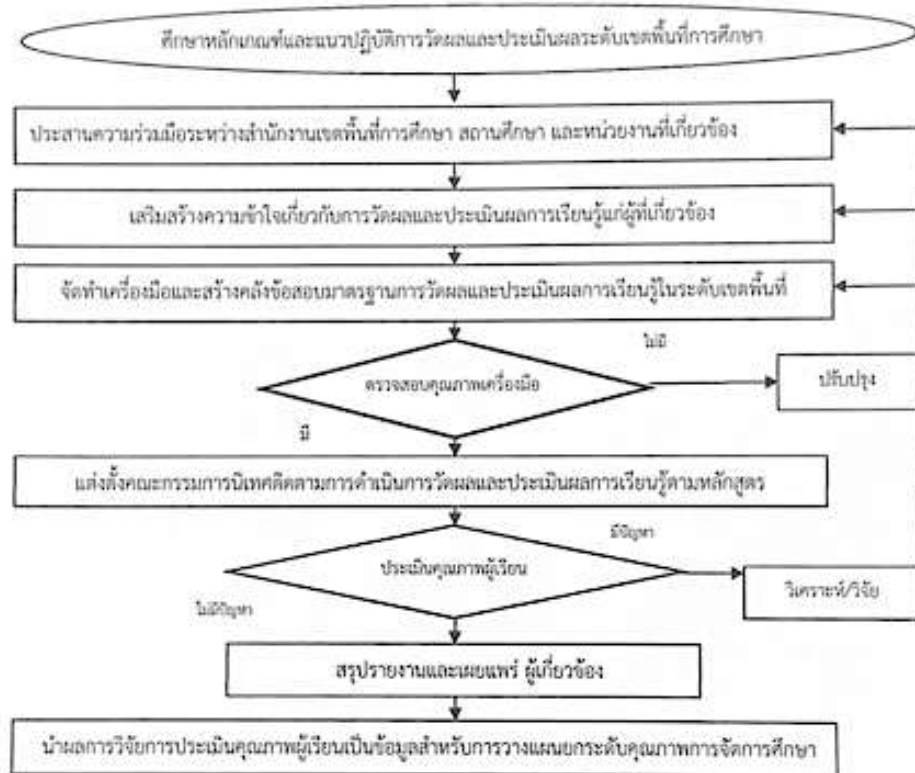 ศึกษาหลักเกณฑ์และแนวปฏิบัติการวัดผลและประเมินผลระดับเขตพื้นที่การศึกษา
ประสานความร่วมมือระหว่างสำนักงานเขตพื้นที่การศึกษา สถานศึกษา และหน่วยงานที่เกี่ยวข้อง
เสริมสร้างความเข้าใจเกี่ยวกับการวัดผลและประเมินผลการเรียนรู้แก่ผู้ที่เกี่ยวข้อง
จัดทำเครื่องมือและสร้างคลังข้อสอบมาตรฐานการวัดผลและประเมินผลการเรียนรู้ในระดับเขตพื้นที่
ไม่มี
ตรวจสอบคุณภาพเครื่องมือ
ปรับปรุง
มี
แต่งตั้งคณะกรรมการนิเทศติดตามการดำเนินการวัดผลและประเมินผลการเรียนรู้ตามหลักสูตร
มีปัญหา
ประเมินคุณภาพผู้เรียน
วิเคราะห์/วิจัย
ไม่มีปัญหา
สรุปรายงานและเผยแพร่ ผู้เกี่ยวข้อง
นำผลการวิจัยการประเมินคุณภาพผู้เรียนเป็นข้อมูลสำหรับการวางแผนยกระดับคุณภาพการจัดการศึกษา